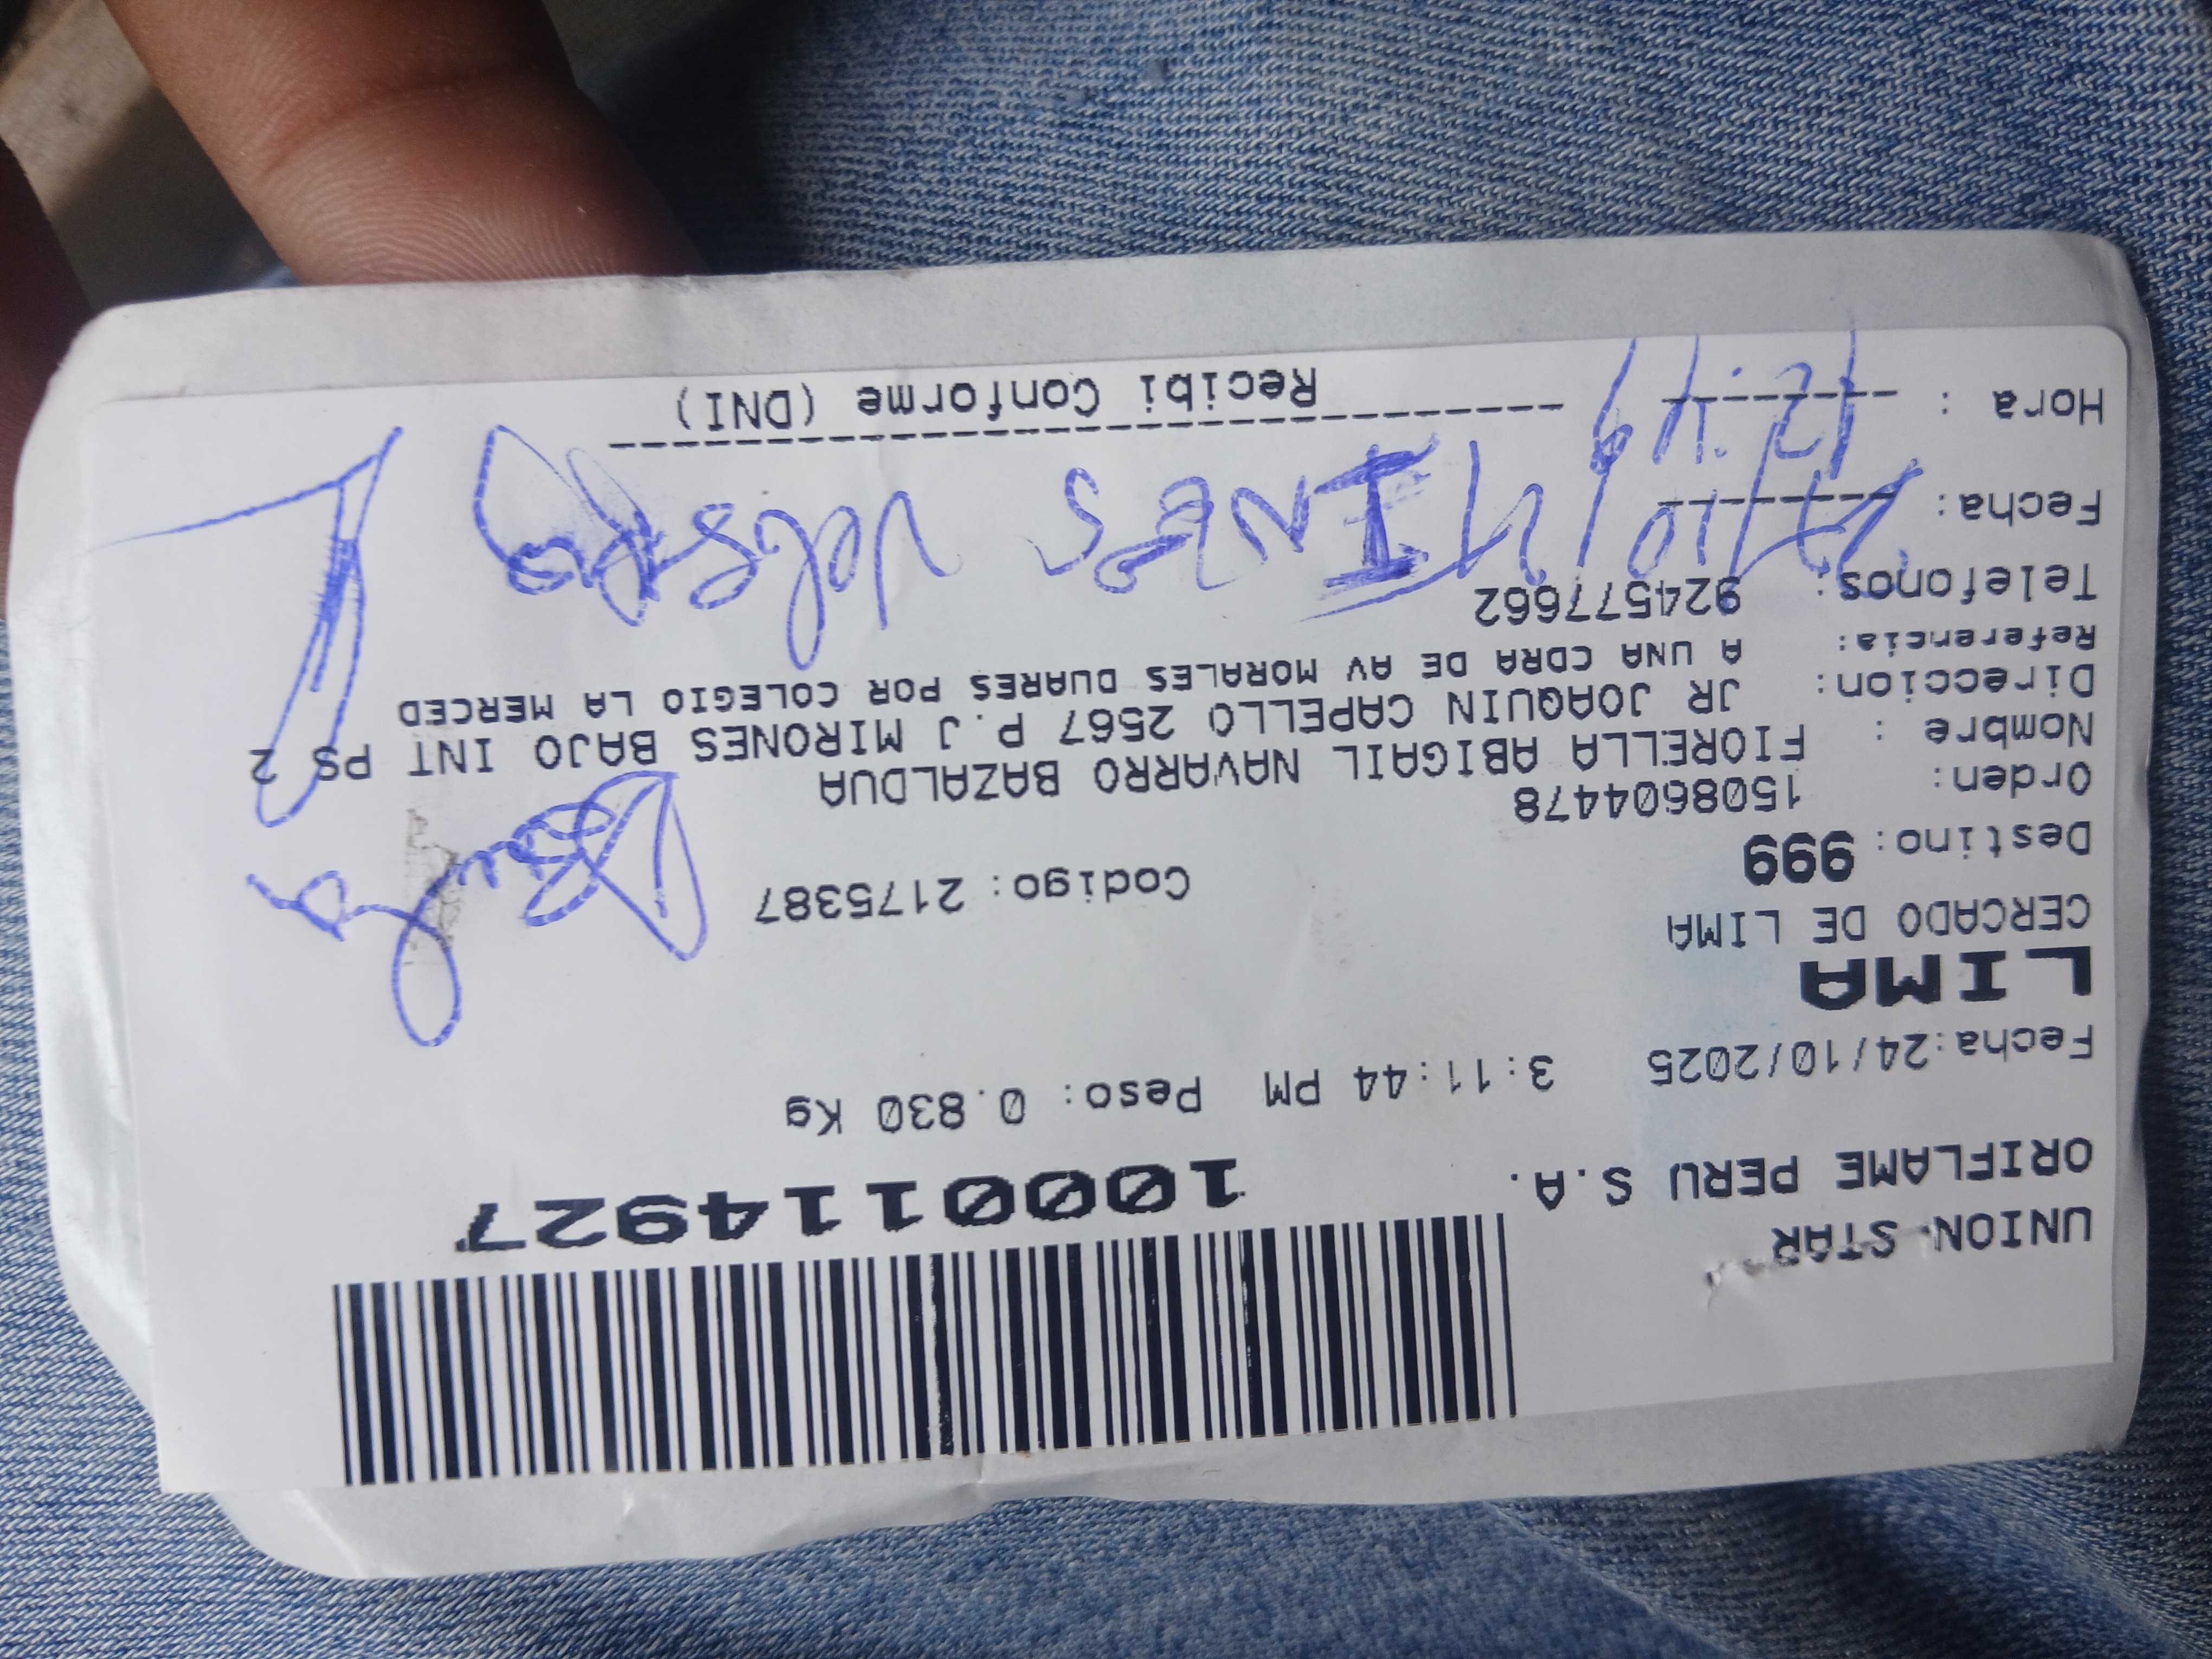 UNION STAR
ORIFLAME PERU S.A.
1000114927
Fecha:24/10/2025 3:11:44 PM Peso: 0.830 Kg
LIMA
CERCADO DE LIMA
Destino: 999 Codigo: 2175387
Orden: 1508604478
Nombre : FIORELLA ABIGAIL NAVARRO BAZALDUA
Direccion: JR JOAQUIN CAPELLO 2567 P.J MIRONES BAJO INT PS 2
Referencia: A UNA CDRA DE AV MORALES DUARES POR COLEGIO LA MERCED
Telefonos: 924577662
Fecha: INES
Hora :
Recibi Conforme (DNI)